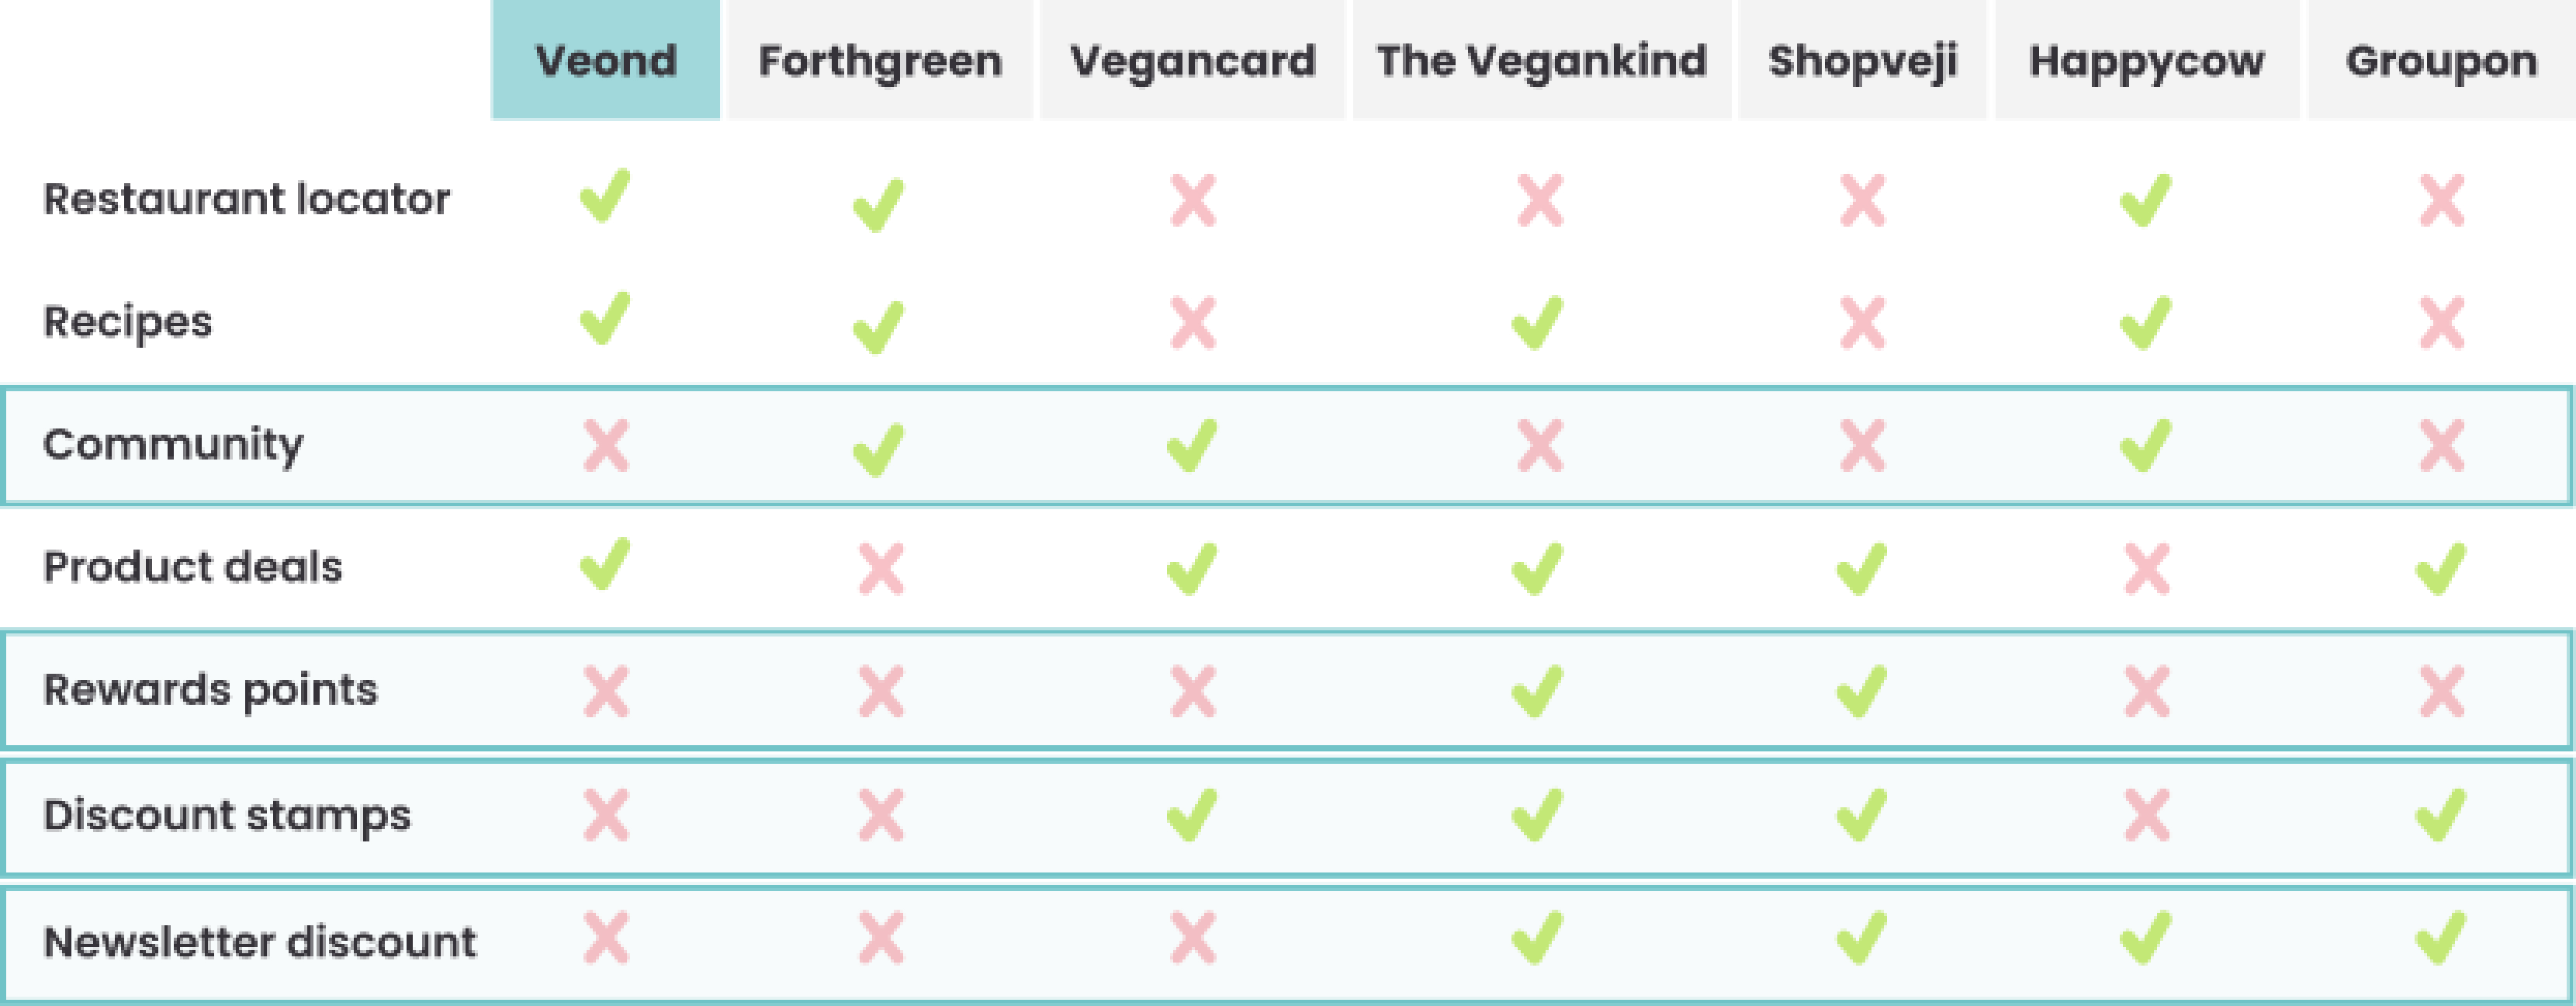 Veond Forthgreen Vegancard The Vegankind Shopveji Happycow Groupon
Restaurant locator
Recipes
Community
Product deals
Rewards points
Discount stamps
Newsletter discount